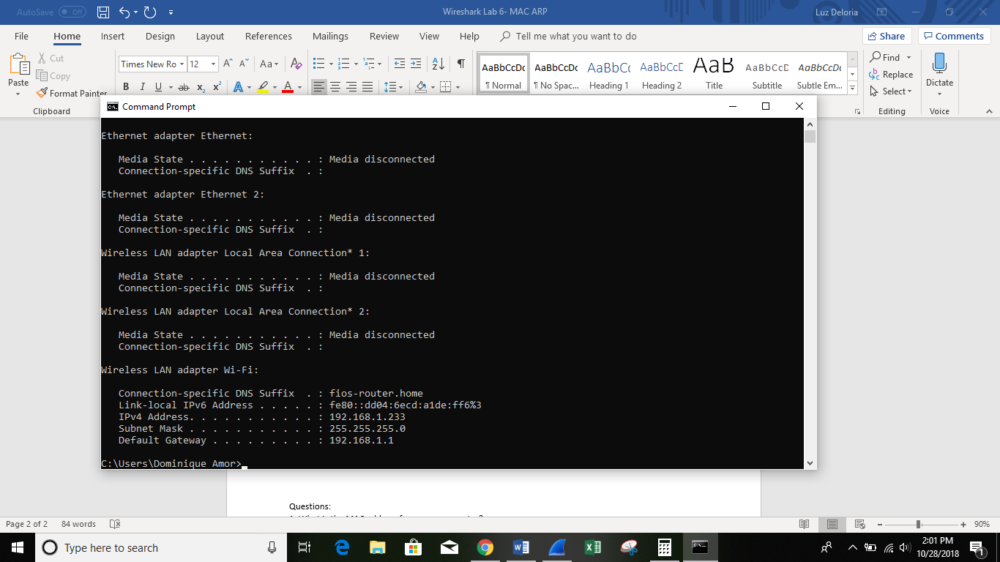 AutoSave Off
Wireshark Lab 6- MAC ARP
Luz Deloria
File Home Insert Design Layout References Mailings Review View Help Tell me what you want to do
Share Comments
Paste
Cut
Copy
Format Painter
Clipboard
Times New Ro 12
Aa
B I U ab x₂ x²
A A
AaBbCcDc AaBbCcDc AaBbCc AaBbCcD AaB AaBbCcD AaBbCcDc
¶ Normal ¶ No Spac... Heading 1 Heading 2 Title Subtitle Subtle Em...
Find
Replace
Select
Editing
Dictate
Voice
Command Prompt
Ethernet adapter Ethernet:
Media State . . . . . . . . . . . : Media disconnected
Connection-specific DNS Suffix . :
Ethernet adapter Ethernet 2:
Media State . . . . . . . . . . . : Media disconnected
Connection-specific DNS Suffix . :
Wireless LAN adapter Local Area Connection* 1:
Media State . . . . . . . . . . . : Media disconnected
Connection-specific DNS Suffix . :
Wireless LAN adapter Local Area Connection* 2:
Media State . . . . . . . . . . . : Media disconnected
Connection-specific DNS Suffix . :
Wireless LAN adapter Wi-Fi:
Connection-specific DNS Suffix . : fios-router.home
Link-local IPv6 Address . . . . . : fe80::dd04:6ecd:a1de:ff6%3
IPv4 Address. . . . . . . . . . . : 192.168.1.233
Subnet Mask . . . . . . . . . . . : 255.255.255.0
Default Gateway . . . . . . . . . : 192.168.1.1
C:\Users\Dominique Amor>
Questions:
Page 2 of 2 84 words
90%
Type here to search
2:01 PM
10/28/2018
1